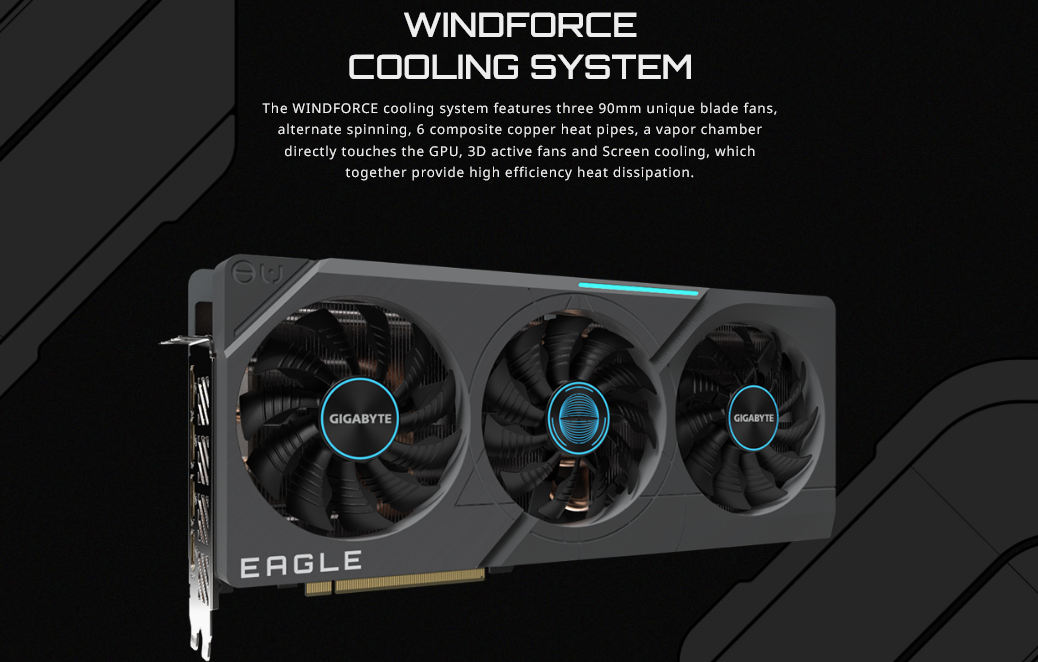 WINDFORCE
COOLING SYSTEM
The WINDFORCE cooling system features three 90mm unique blade fans,
alternate spinning, 6 composite copper heat pipes, a vapor chamber
directly touches the GPU, 3D active fans and Screen cooling, which
together provide high efficiency heat dissipation.
GIGABYTE
GIGABYTE
EAGLE